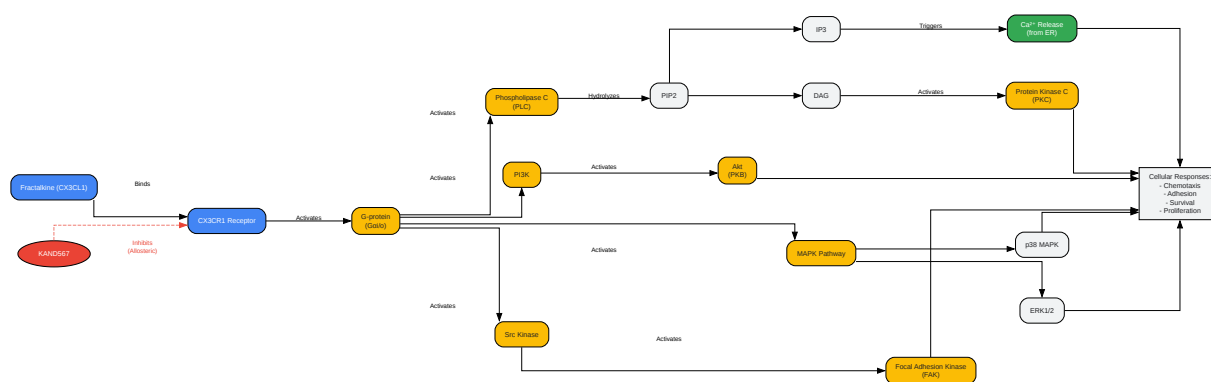 IP3
Triggers
Ca²⁺ Release
(from ER)
Phospholipase C
(PLC)
Hydrolyzes
PIP2
DAG
Activates
Protein Kinase C
(PKC)
Activates
Activates
PI3K
Activates
Akt
(PKB)
Cellular Responses:
- Chemotaxis
- Adhesion
- Survival
- Proliferation
Fractalkine (CX3CL1)
Binds
CX3CR1 Receptor
Activates
G-protein
(Gαi/o)
KAND567
Inhibits
(Allosteric)
Activates
MAPK Pathway
p38 MAPK
ERK1/2
Activates
Src Kinase
Activates
Focal Adhesion Kinase
(FAK)